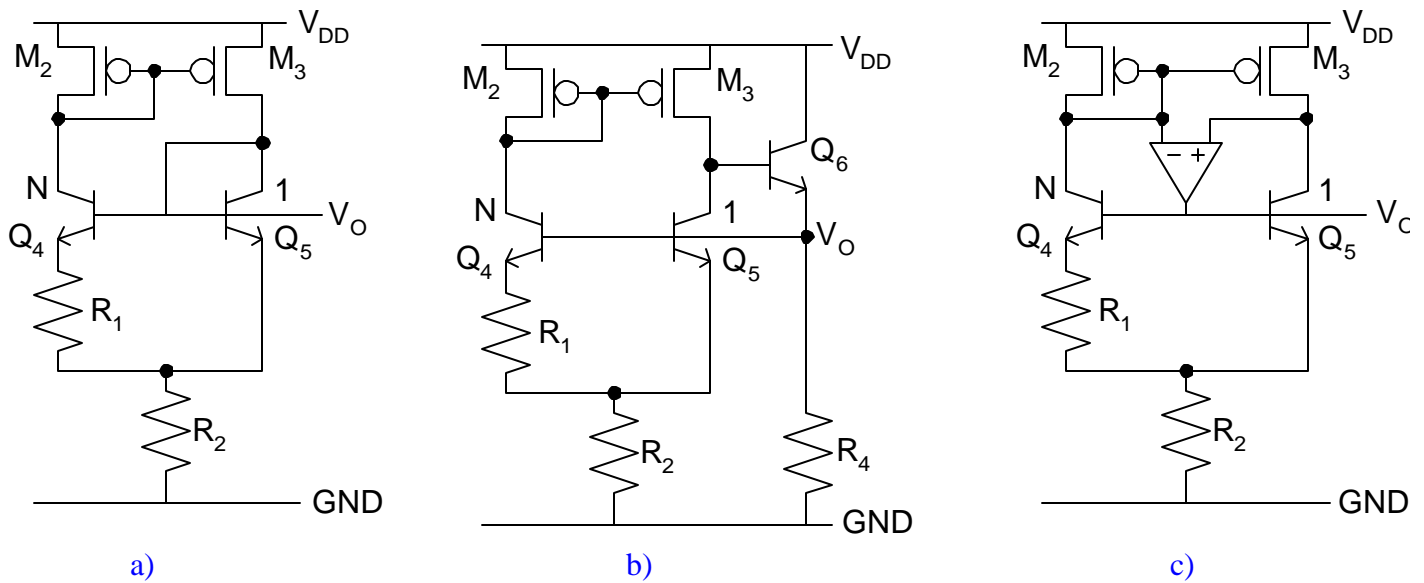 V_DD
M_2
M_3
N
1
V_O
Q_4
Q_5
R_1
R_2
GND
a)
V_DD
M_2
M_3
Q_6
N
1
V_O
Q_4
Q_5
R_1
R_2
R_4
GND
b)
V_DD
M_2
M_3
− +
N
1
V_O
Q_4
Q_5
R_1
R_2
GND
c)